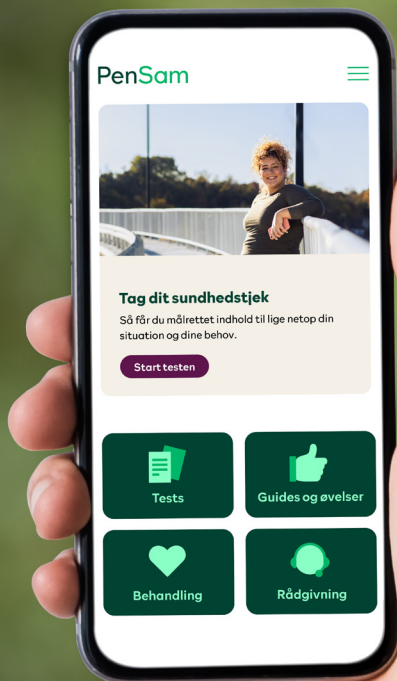 PenSam
Tag dit sundhedstjek
Så får du målrettet indhold til lige netop din
situation og dine behov.
Start testen
Tests
Guides og øvelser
Behandling
Rådgivning